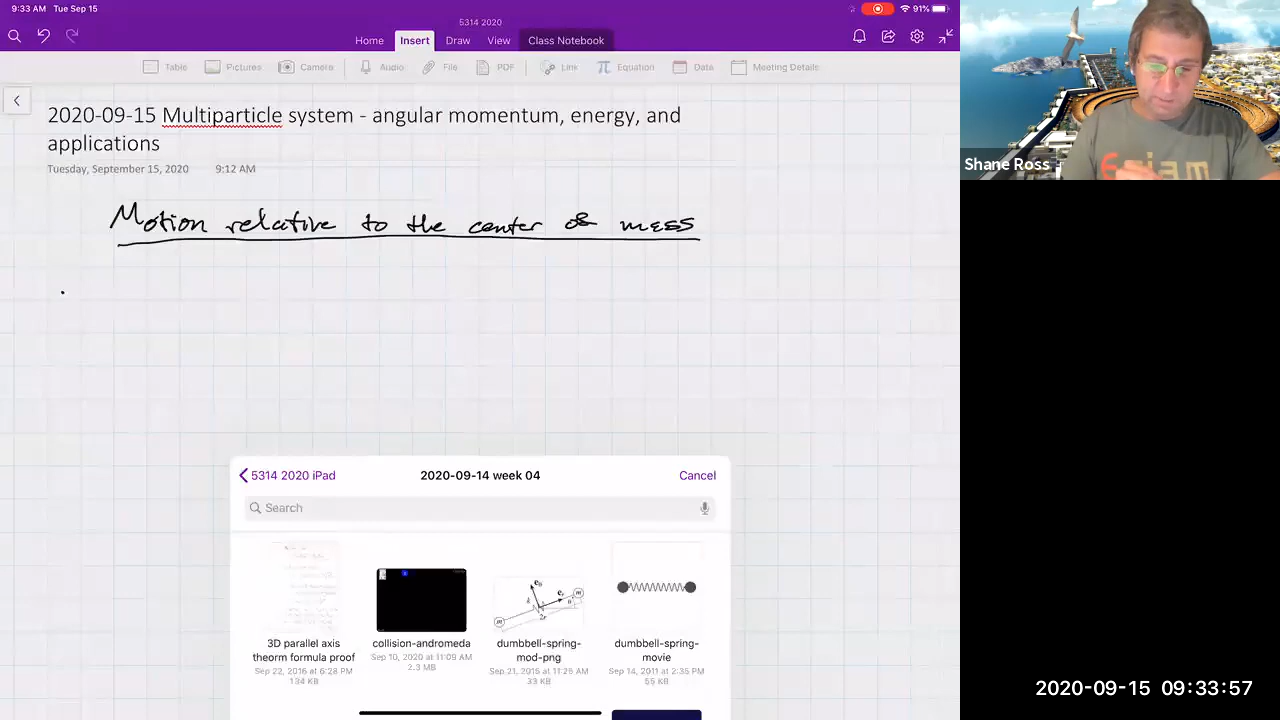 9:33 AM Tue Sep 15
91%
5314 2020
Home Insert Draw View Class Notebook
Table Pictures Camera Audio File PDF Link Equation Date Meeting Details
2020-09-15 Multiparticle system - angular momentum, energy, and
applications
Tuesday, September 15, 2020 9:12 AM
Motion relative to the center of mass
5314 2020 iPad 2020-09-14 week 04 Cancel
Search
3D parallel axis theorm formula proof
Sep 22, 2016 at 6:28 PM
134 KB
collision-andromeda
Sep 10, 2020 at 11:09 AM
2.3 MB
dumbbell-spring-mod-png
Sep 21, 2015 at 11:25 AM
33 KB
dumbbell-spring-movie
Sep 14, 2011 at 2:35 PM
55 KB
Shane Ross
2020-09-15 09:33:57